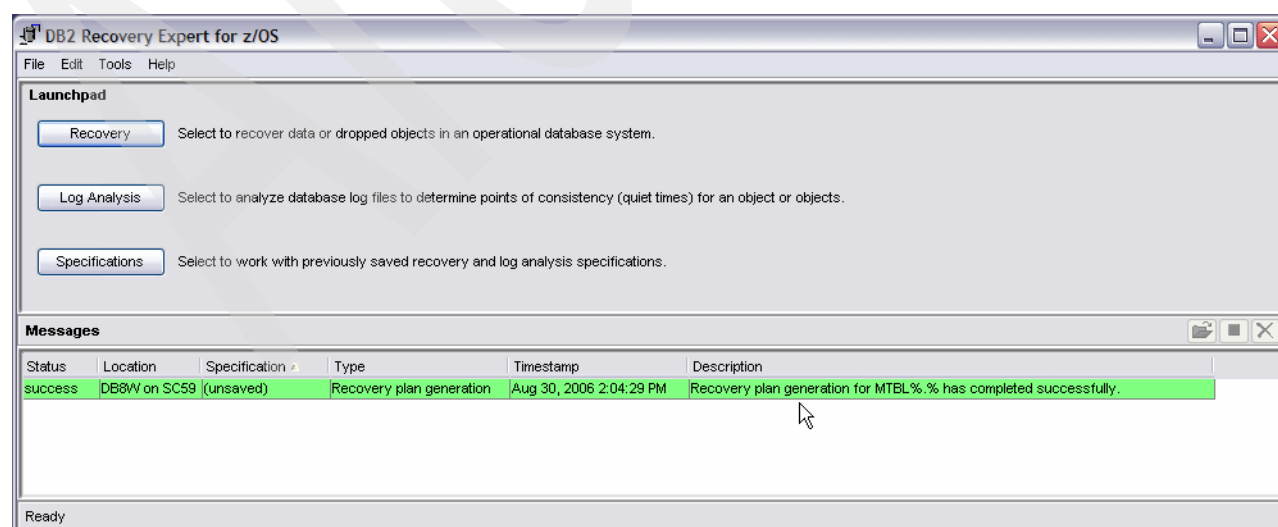 DB2 Recovery Expert for z/OS
File Edit Tools Help
Launchpad
Recovery Select to recover data or dropped objects in an operational database system.
Log Analysis Select to analyze database log files to determine points of consistency (quiet times) for an object or objects.
Specifications Select to work with previously saved recovery and log analysis specifications.
Messages
Status Location Specification Type Timestamp Description
success DB8W on SC59 (unsaved) Recovery plan generation Aug 30, 2006 2:04:29 PM Recovery plan generation for MTBL%.% has completed successfully.
Ready